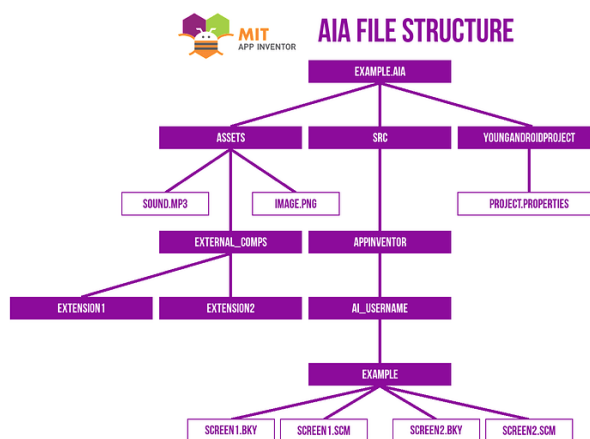 MIT
APP INVENTOR
AIA FILE STRUCTURE
EXAMPLE.AIA
ASSETS
SRC
YOUNGANDROIDPROJECT
SOUND.MP3
IMAGE.PNG
PROJECT.PROPERTIES
EXTERNAL_COMPS
APPINVENTOR
EXTENSION1
EXTENSION2
AI_USERNAME
EXAMPLE
SCREEN1.BKY
SCREEN1.SCM
SCREEN2.BKY
SCREEN2.SCM